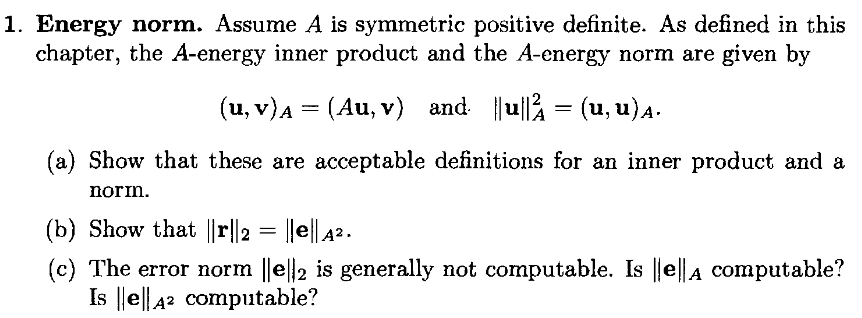 1. Energy norm. Assume A is symmetric positive definite. As defined in this
chapter, the A-energy inner product and the A-energy norm are given by
(u, v)_A = (Au, v) and ‖u‖²_A = (u, u)_A.
(a) Show that these are acceptable definitions for an inner product and a
norm.
(b) Show that ‖r‖₂ = ‖e‖_{A²}.
(c) The error norm ‖e‖₂ is generally not computable. Is ‖e‖_A computable?
Is ‖e‖_{A²} computable?